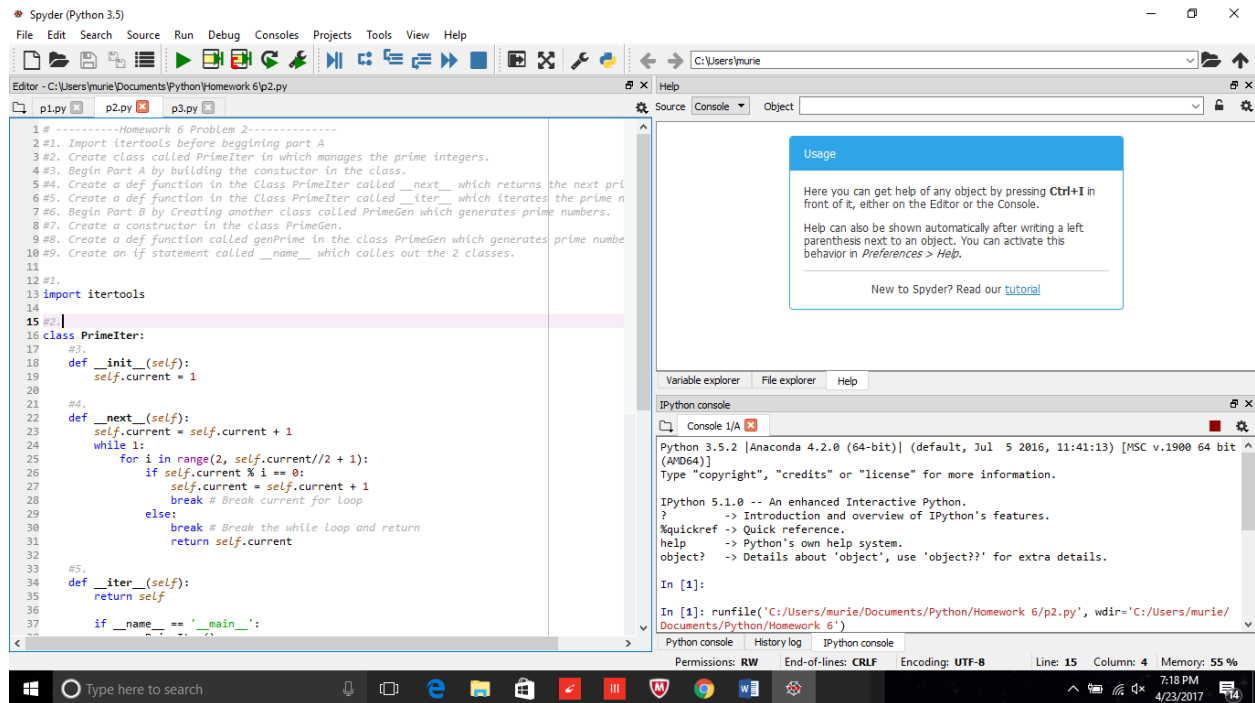 Spyder (Python 3.5)
File Edit Search Source Run Debug Consoles Projects Tools View Help
C:\Users\murie
Editor - C:\Users\murie\Documents\Python\Homework 6\p2.py
p1.py p2.py p3.py
1 # ----------Homework 6 Problem 2--------------
2 #1. Import itertools before beggining part A
3 #2. Create class called PrimeIter in which manages the prime integers.
4 #3. Begin Part A by building the constuctor in the class.
5 #4. Create a def function in the Class PrimeIter called __next__ which returns the next pri
6 #5. Create a def function in the Class PrimeIter called __iter__ which iterates the prime n
7 #6. Begin Part B by Creating another class called PrimeGen which generates prime numbers.
8 #7. Create a constructor in the class PrimeGen.
9 #8. Create a def function called genPrime in the class PrimeGen which generates prime numbe
10 #9. Create an if statement called __name__ which calls out the 2 classes.
11
12 #1.
13 import itertools
14
15 #2.
16 class PrimeIter:
17     #3.
18     def __init__(self):
19         self.current = 1
20
21     #4.
22     def __next__(self):
23         self.current = self.current + 1
24         while 1:
25             for i in range(2, self.current//2 + 1):
26                 if self.current % i == 0:
27                     self.current = self.current + 1
28                     break # Break current for loop
29                 else:
30                     break # Break the while loop and return
31                     return self.current
32
33     #5.
34     def __iter__(self):
35         return self
36
37         if __name__ == '__main__':
Help
Source Console Object
Usage
Here you can get help of any object by pressing Ctrl+I in
front of it, either on the Editor or the Console.
Help can also be shown automatically after writing a left
parenthesis next to an object. You can activate this
behavior in Preferences > Help.
New to Spyder? Read our tutorial
Variable explorer File explorer Help
IPython console
Console 1/A
Python 3.5.2 |Anaconda 4.2.0 (64-bit)| (default, Jul  5 2016, 11:41:13) [MSC v.1900 64 bit
(AMD64)]
Type "copyright", "credits" or "license" for more information.
IPython 5.1.0 -- An enhanced Interactive Python.
?         -> Introduction and overview of IPython's features.
%quickref -> Quick reference.
help      -> Python's own help system.
object?   -> Details about 'object', use 'object??' for extra details.
In [1]:
In [1]: runfile('C:/Users/murie/Documents/Python/Homework 6/p2.py', wdir='C:/Users/murie/
Documents/Python/Homework 6')
Python console History log IPython console
Permissions: RW End-of-lines: CRLF Encoding: UTF-8 Line: 15 Column: 4 Memory: 55 %
Type here to search
7:18 PM
4/23/2017
14